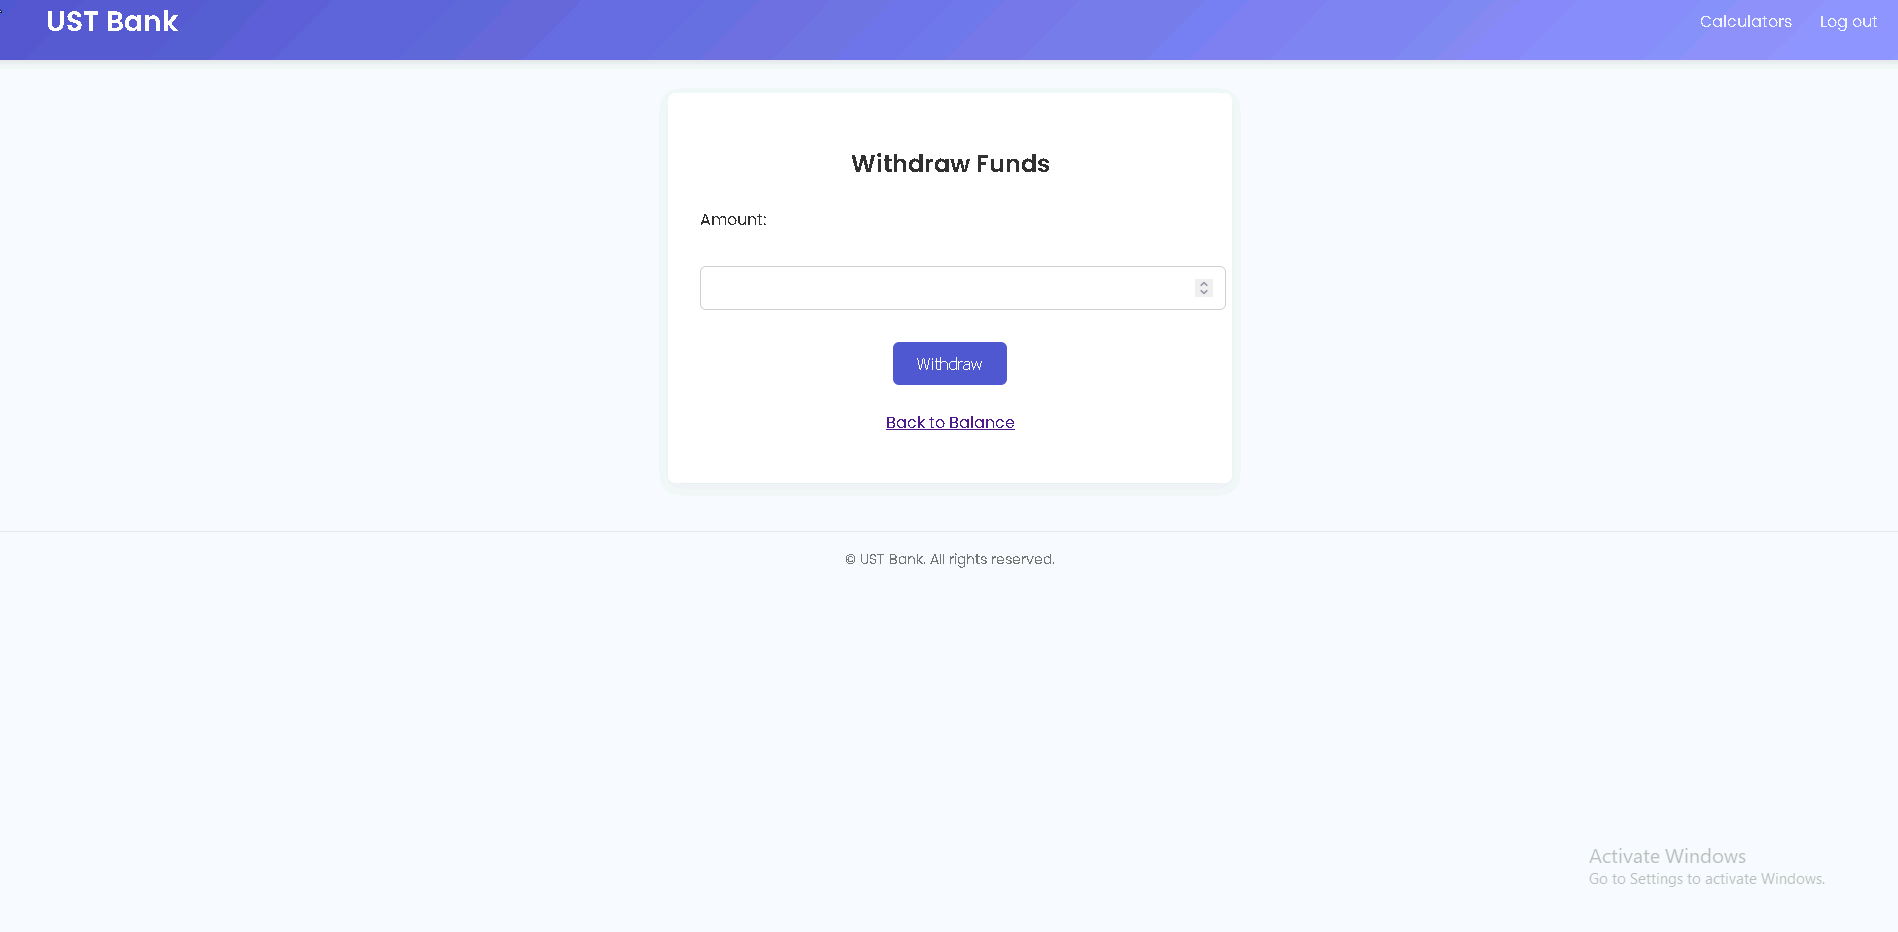 UST Bank
Calculators
Log out
Withdraw Funds
Amount:
Withdraw
Back to Balance
© UST Bank. All rights reserved.
Activate Windows
Go to Settings to activate Windows.